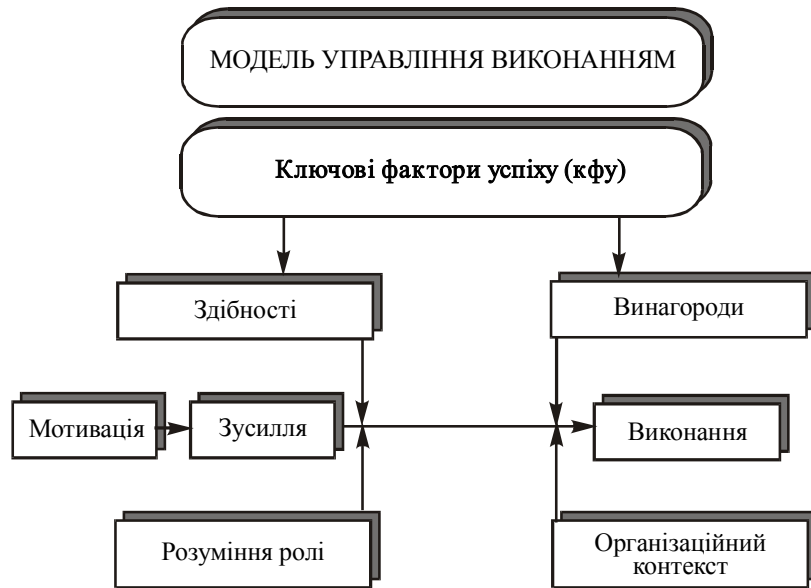 МОДЕЛЬ УПРАВЛІННЯ ВИКОНАННЯМ
Ключові фактори успіху (кфу)
Здібності
Винагороди
Мотивація
Зусилля
Виконання
Розуміння ролі
Організаційний
контекст